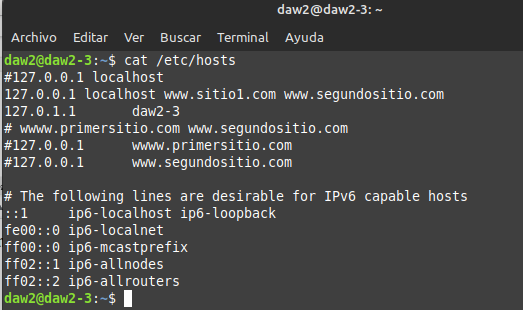 daw2@daw2-3: ~
Archivo Editar Ver Buscar Terminal Ayuda
daw2@daw2-3:~$ cat /etc/hosts
#127.0.0.1 localhost
127.0.0.1 localhost www.sitio1.com www.segundositio.com
127.0.1.1       daw2-3
# wwww.primersitio.com www.segundositio.com
#127.0.0.1      wwww.primersitio.com
#127.0.0.1      www.segundositio.com

# The following lines are desirable for IPv6 capable hosts
::1     ip6-localhost ip6-loopback
fe00::0 ip6-localnet
ff00::0 ip6-mcastprefix
ff02::1 ip6-allnodes
ff02::2 ip6-allrouters
daw2@daw2-3:~$